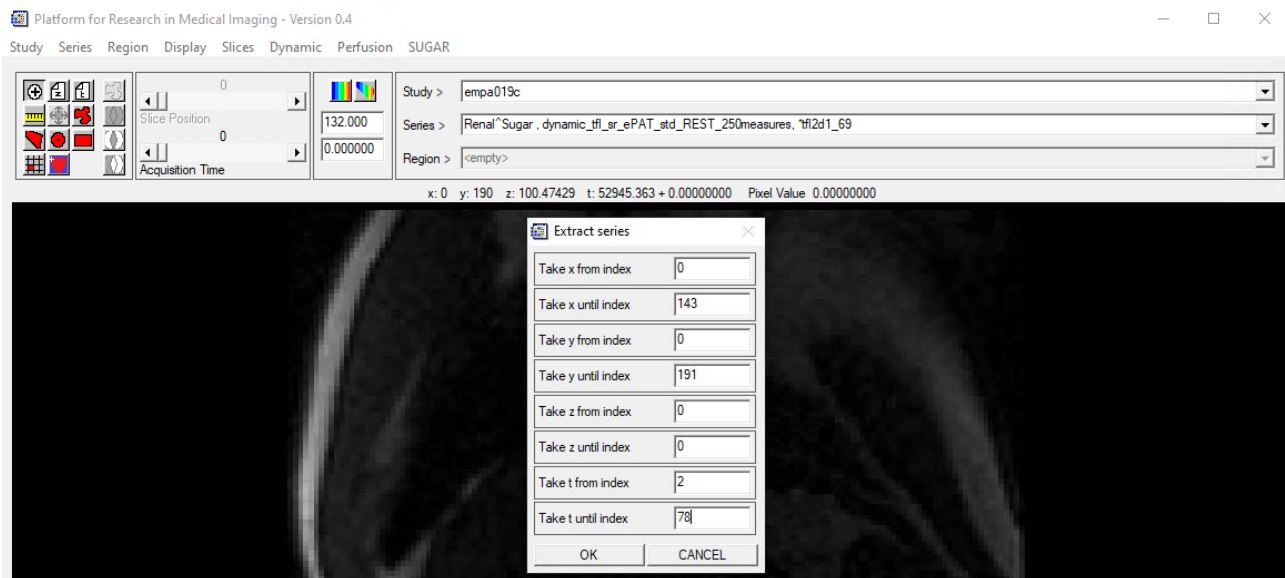 Platform for Research in Medical Imaging - Version 0.4
Study Series Region Display Slices Dynamic Perfusion SUGAR
0
Slice Position
0
Acquisition Time
132.000
0.000000
Study > empa019c
Series > Renal^Sugar , dynamic_tfl_sr_ePAT_std_REST_250measures, *tfl2d1_69
Region > <empty>
x: 0 y: 190 z: 100.47429 t: 52945.363 + 0.00000000 Pixel Value 0.00000000
Extract series
Take x from index 0
Take x until index 143
Take y from index 0
Take y until index 191
Take z from index 0
Take z until index 0
Take t from index 2
Take t until index 78
OK CANCEL